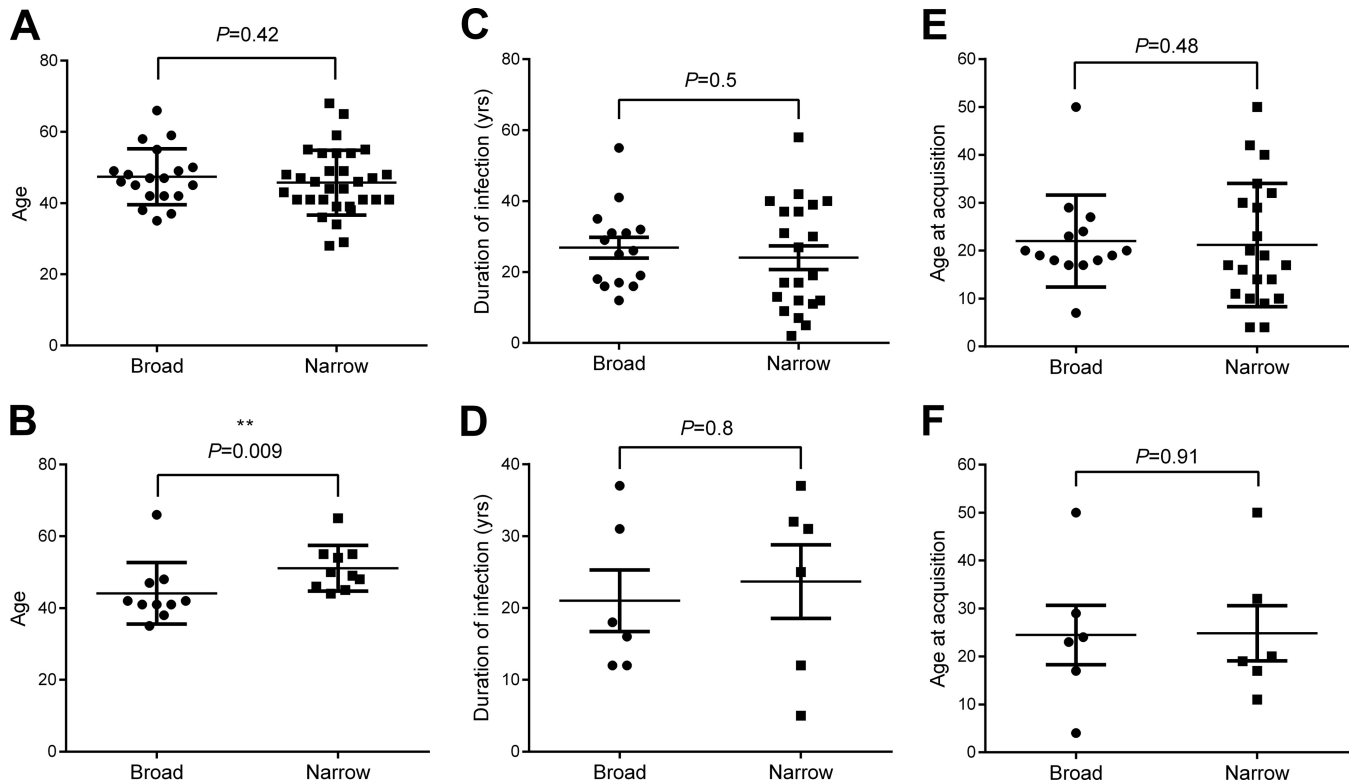 A
P=0.42
Age
80
60
40
20
0
Broad Narrow
C
P=0.5
Duration of infection (yrs)
80
60
40
20
0
Broad Narrow
E
P=0.48
Age at acquisition
60
50
40
30
20
10
0
Broad Narrow
B
**
P=0.009
Age
80
60
40
20
0
Broad Narrow
D
P=0.8
Duration of infection (yrs)
40
30
20
10
0
Broad Narrow
F
P=0.91
Age at acquisition
60
50
40
30
20
10
0
Broad Narrow